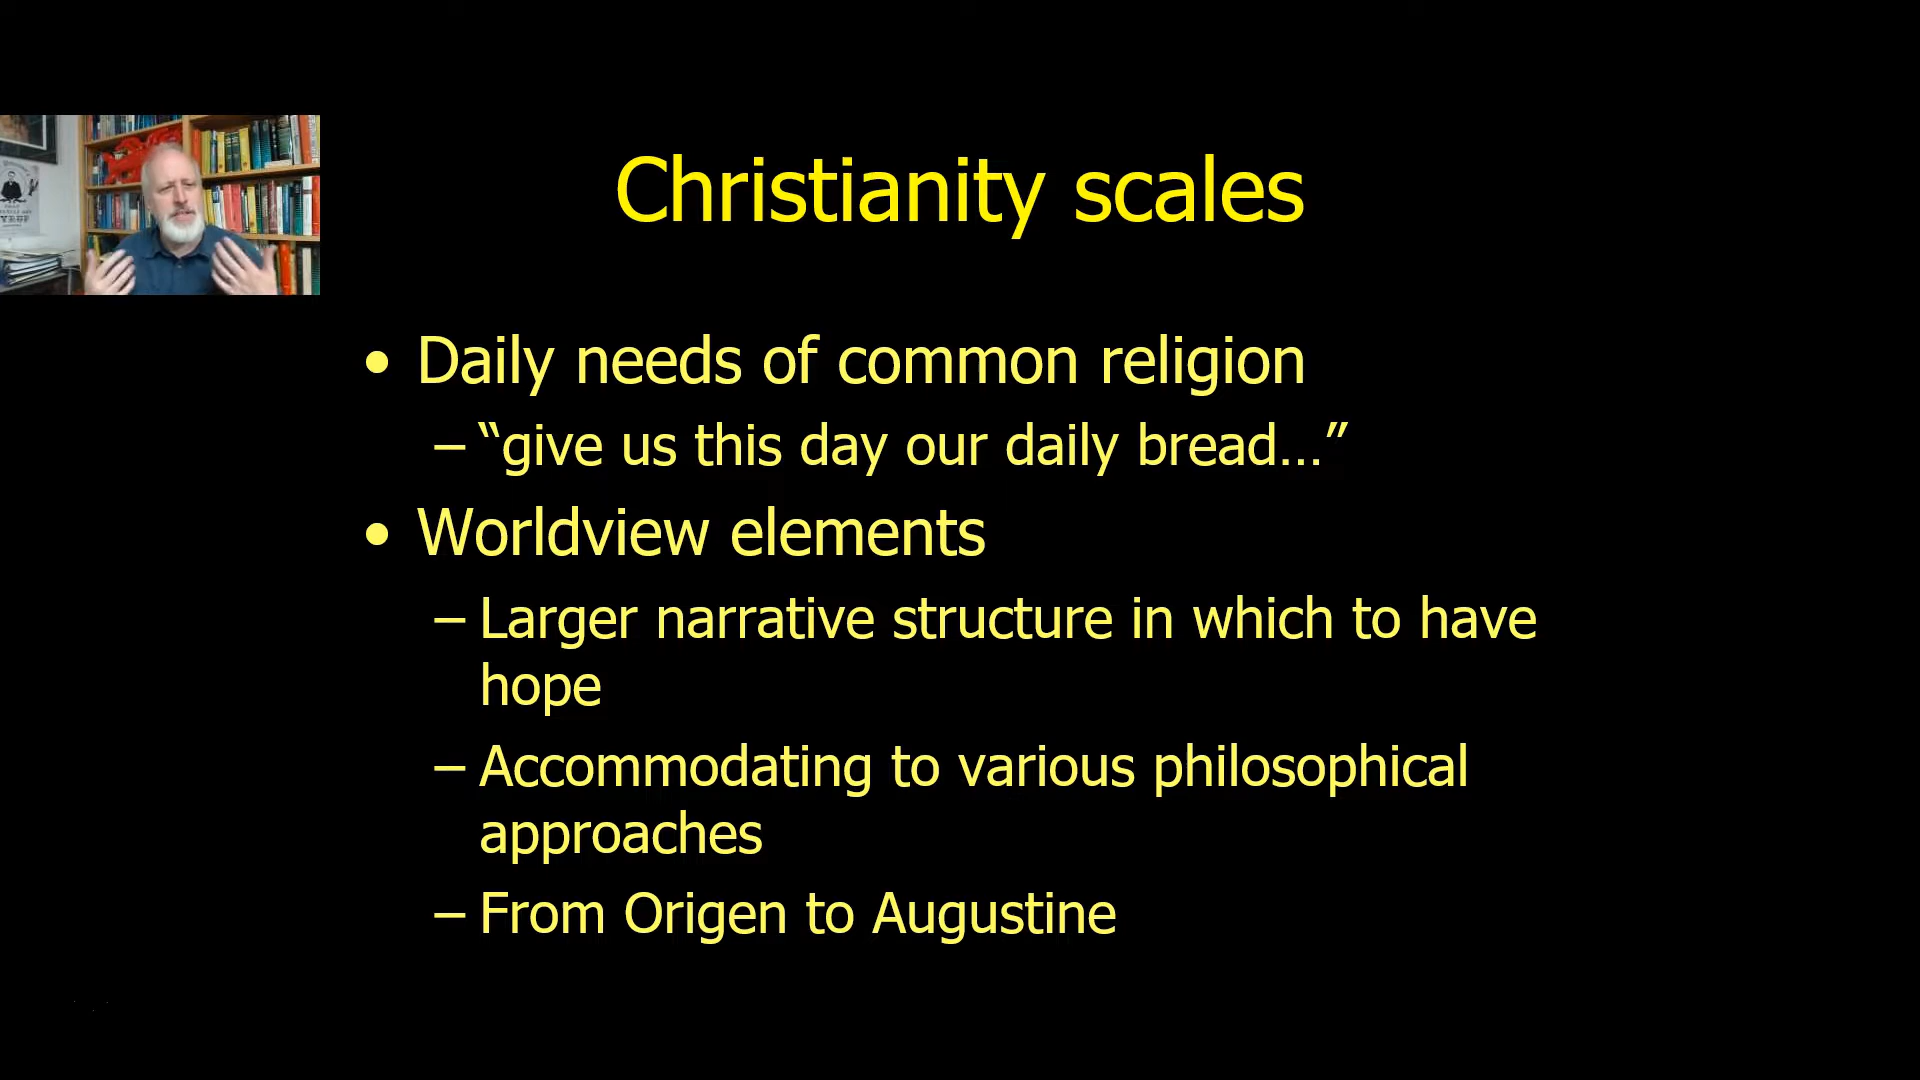 Christianity scales
• Daily needs of common religion
– “give us this day our daily bread…”
• Worldview elements
– Larger narrative structure in which to have
hope
– Accommodating to various philosophical
approaches
– From Origen to Augustine